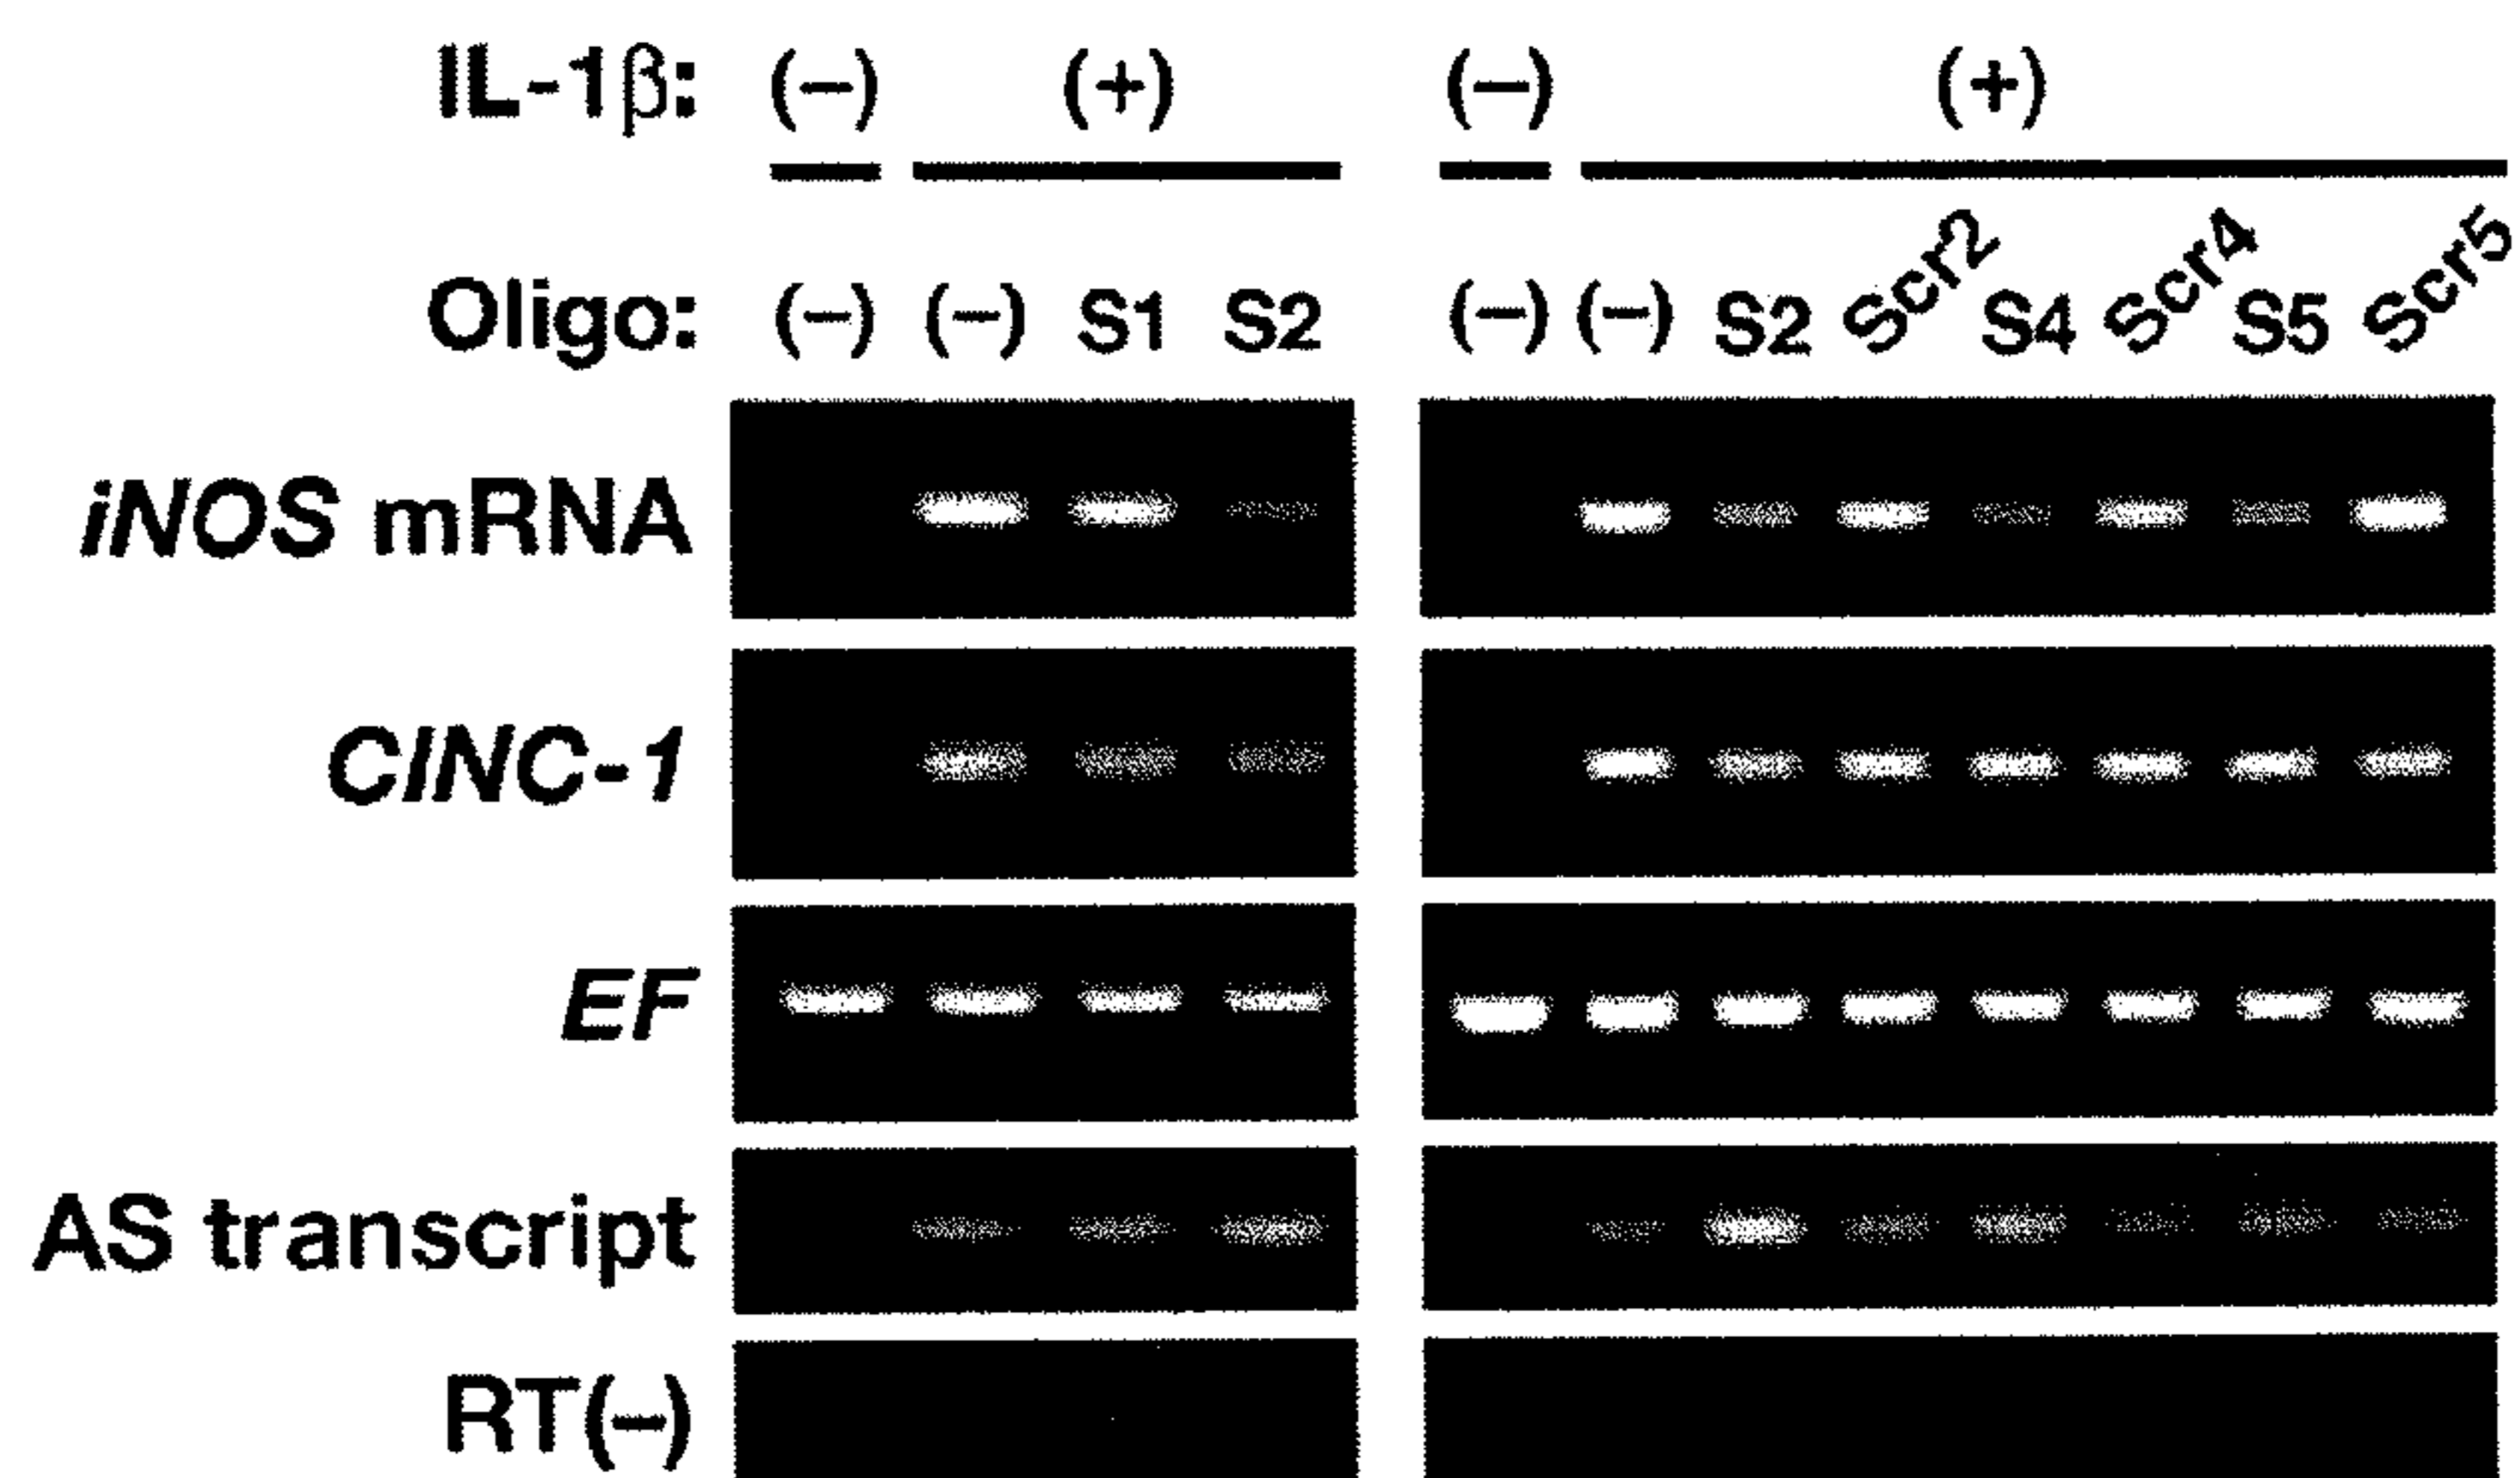 IL-1β: (–) (+) (–) (+)
Oligo: (–) (–) S1 S2 (–) (–) S2 Scr2 S4 Scr4 S5 Scr5
iNOS mRNA
CINC-1
EF
AS transcript
RT(–)